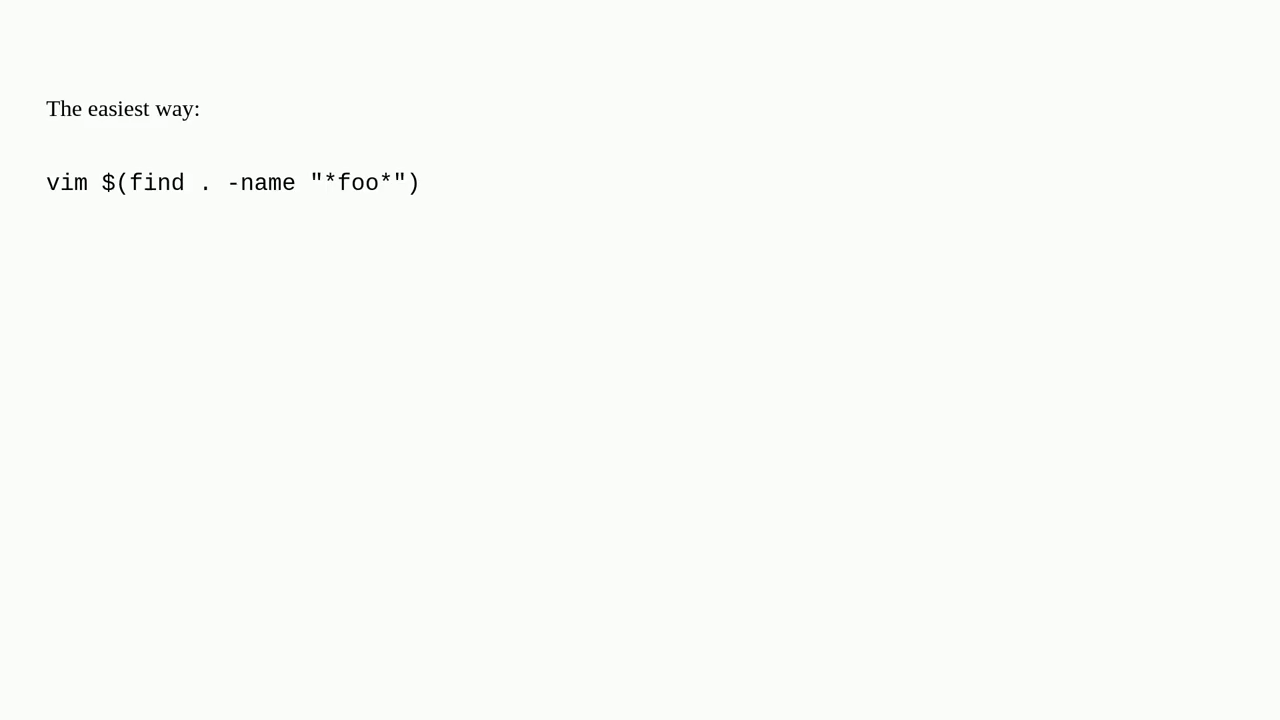 The easiest way:
vim $(find . -name "*foo*")